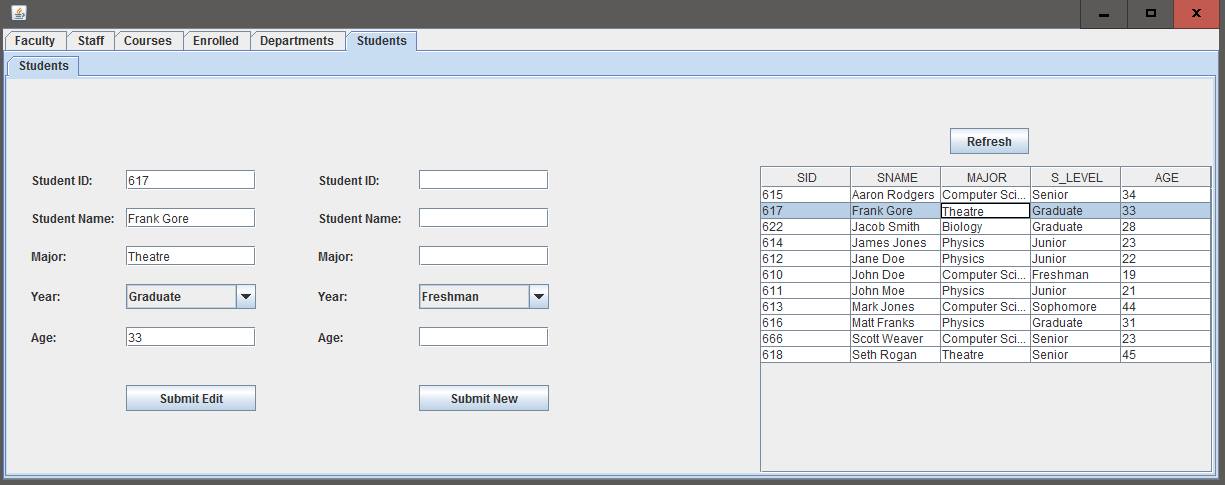 Faculty Staff Courses Enrolled Departments Students
Students
Refresh
Student ID: 617 Student ID:
Student Name: Frank Gore Student Name:
Major: Theatre Major:
Year: Graduate Year: Freshman
Age: 33 Age:
Submit Edit Submit New
SID SNAME MAJOR S_LEVEL AGE
615 Aaron Rodgers Computer Sci... Senior 34
617 Frank Gore Theatre Graduate 33
622 Jacob Smith Biology Graduate 28
614 James Jones Physics Junior 23
612 Jane Doe Physics Junior 22
610 John Doe Computer Sci... Freshman 19
611 John Moe Physics Junior 21
613 Mark Jones Computer Sci... Sophomore 44
616 Matt Franks Physics Graduate 31
666 Scott Weaver Computer Sci... Senior 23
618 Seth Rogan Theatre Senior 45